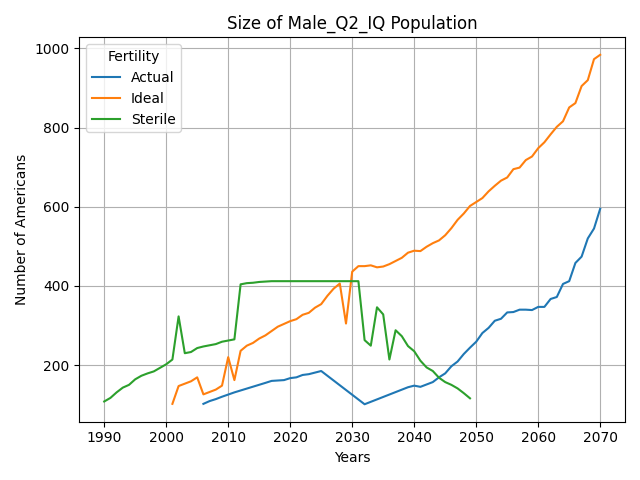 Size of Male_Q2_IQ Population
Fertility
Actual
Ideal
Sterile
Number of Americans
1000
800
600
400
200
1990 2000 2010 2020 2030 2040 2050 2060 2070
Years